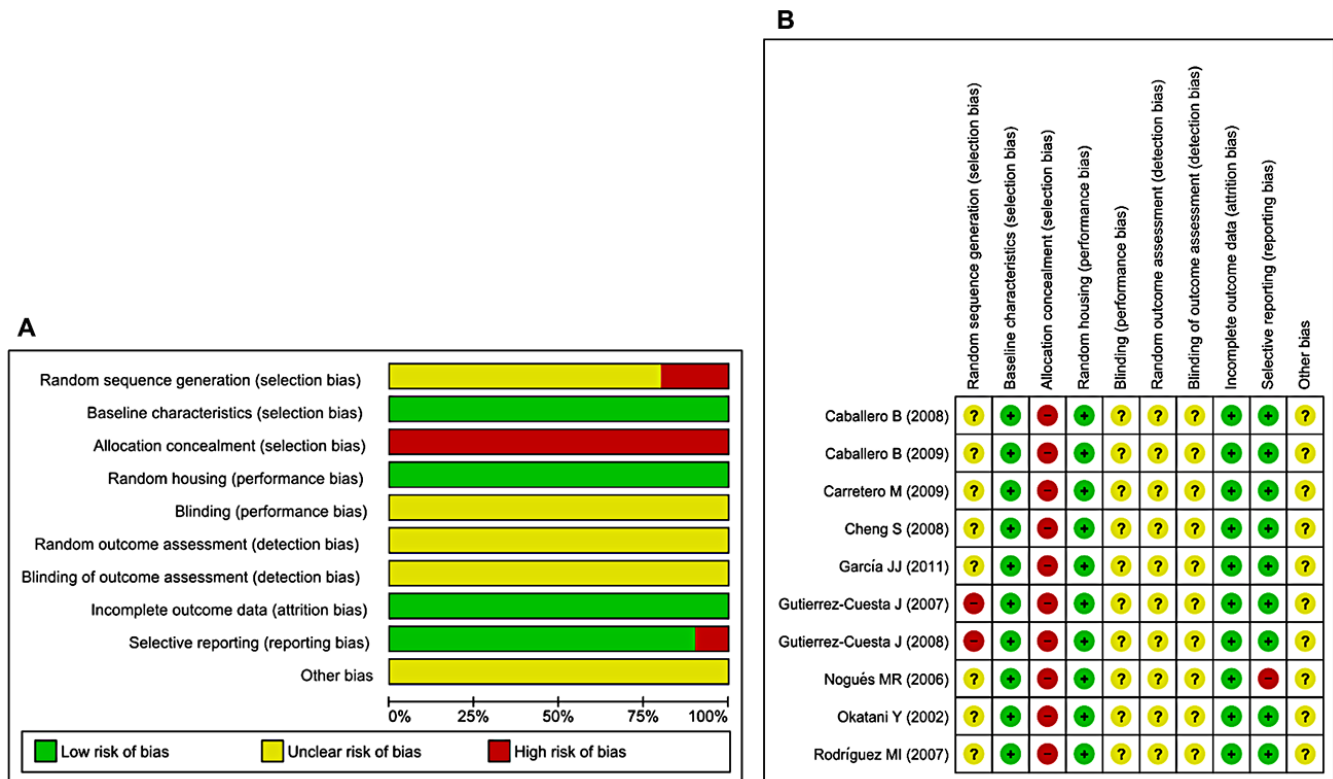 A
Random sequence generation (selection bias)
Baseline characteristics (selection bias)
Allocation concealment (selection bias)
Random housing (performance bias)
Blinding (performance bias)
Random outcome assessment (detection bias)
Blinding of outcome assessment (detection bias)
Incomplete outcome data (attrition bias)
Selective reporting (reporting bias)
Other bias
0% 25% 50% 75% 100%
Low risk of bias Unclear risk of bias High risk of bias
B
Random sequence generation (selection bias)
Baseline characteristics (selection bias)
Allocation concealment (selection bias)
Random housing (performance bias)
Blinding (performance bias)
Random outcome assessment (detection bias)
Blinding of outcome assessment (detection bias)
Incomplete outcome data (attrition bias)
Selective reporting (reporting bias)
Other bias
Caballero B (2008) ? + - + ? ? ? + + ?
Caballero B (2009) ? + - + ? ? ? + + ?
Carretero M (2009) ? + - + ? ? ? + + ?
Cheng S (2008) ? + - + ? ? ? + + ?
García JJ (2011) ? + - + ? ? ? + + ?
Gutierrez-Cuesta J (2007) - + - + ? ? ? + + ?
Gutierrez-Cuesta J (2008) - + - + ? ? ? + + ?
Nogués MR (2006) ? + - + ? ? ? + - ?
Okatani Y (2002) ? + - + ? ? ? + + ?
Rodríguez MI (2007) ? + - + ? ? ? + + ?